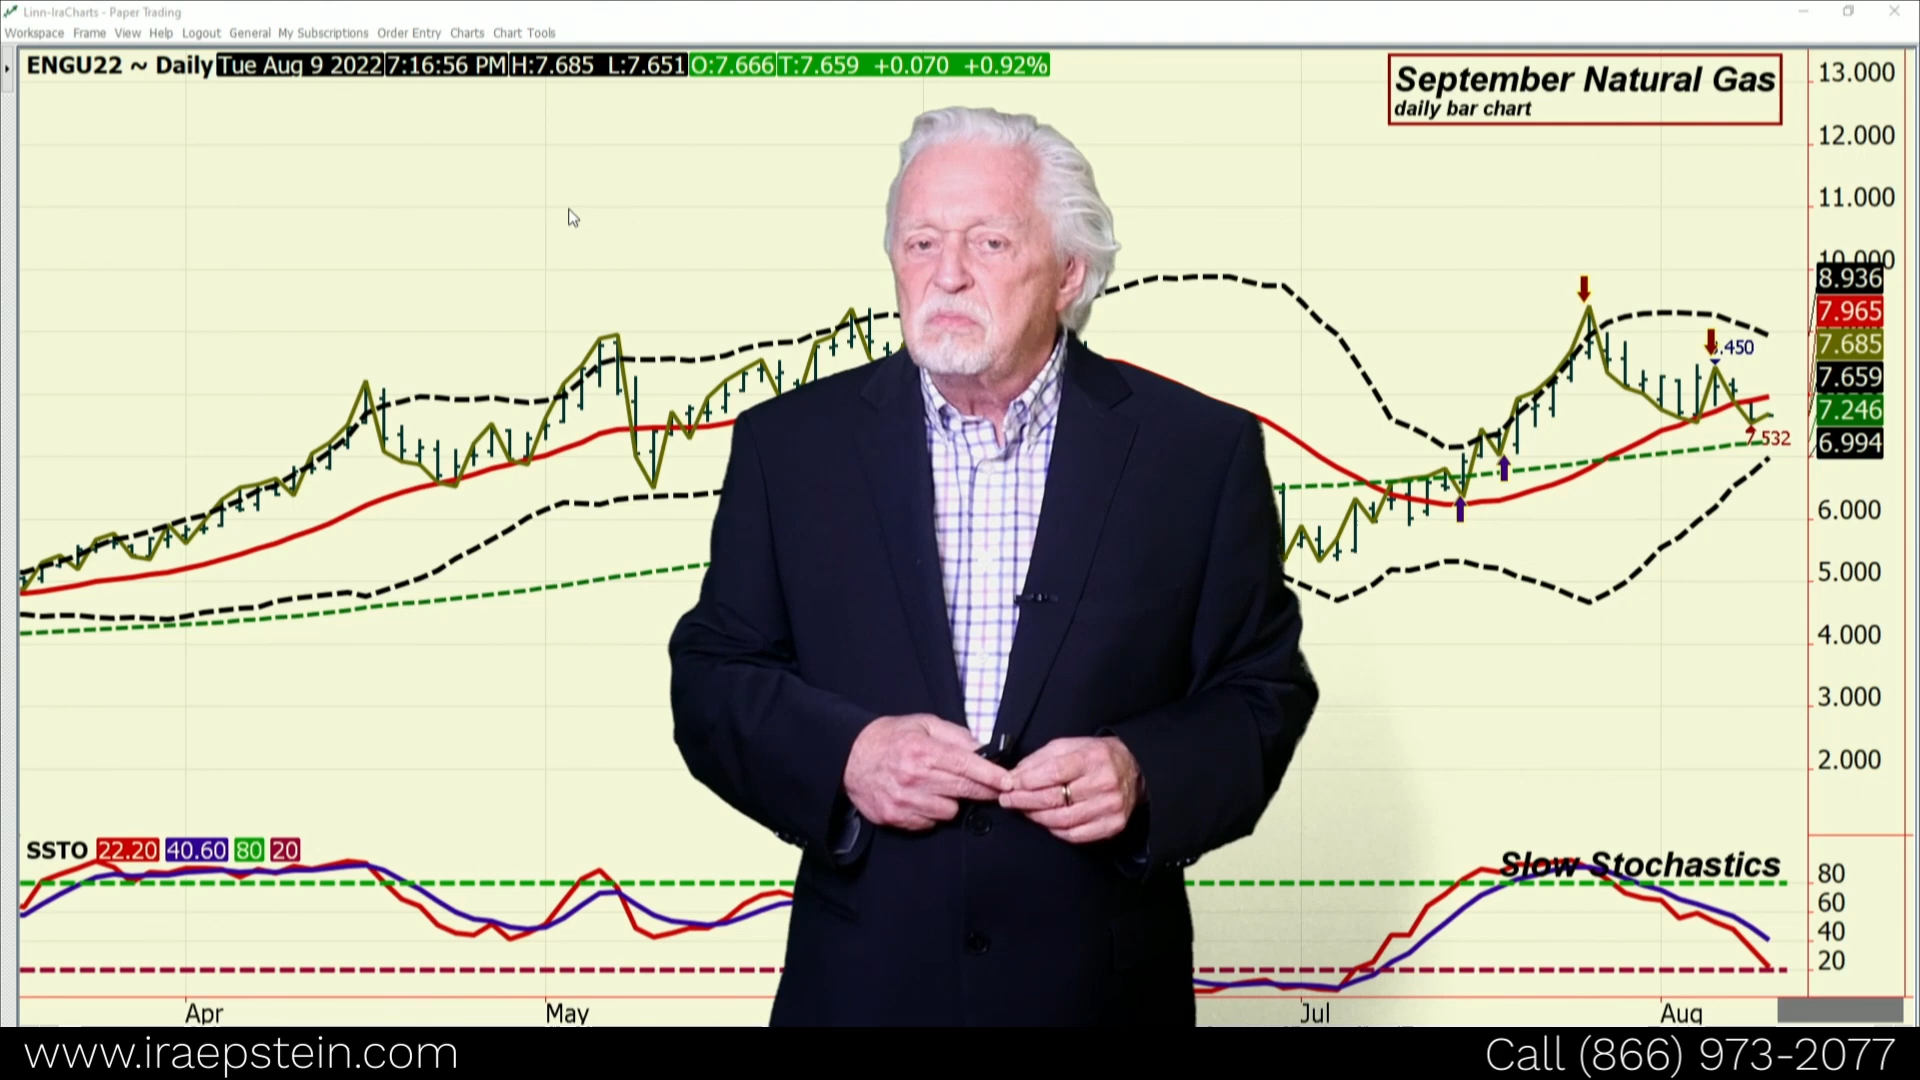 Linn-IraCharts - Paper Trading
Workspace Frame View Help Logout General My Subscriptions Order Entry Charts Chart Tools
ENGU22 ~ Daily Tue Aug 9 2022 7:16:56 PM H:7.685 L:7.651 O:7.666 T:7.659 +0.070 +0.92%
September Natural Gas
daily bar chart
13.000
12.000
11.000
10.000
8.936
7.965
7.685
7.659
7.246
6.994
6.000
5.000
4.000
3.000
2.000
.450
7.532
SSTO 22.20 40.60 80 20
Slow Stochastics
80
60
40
20
Apr May Jul Aug
www.iraepstein.com Call (866) 973-2077